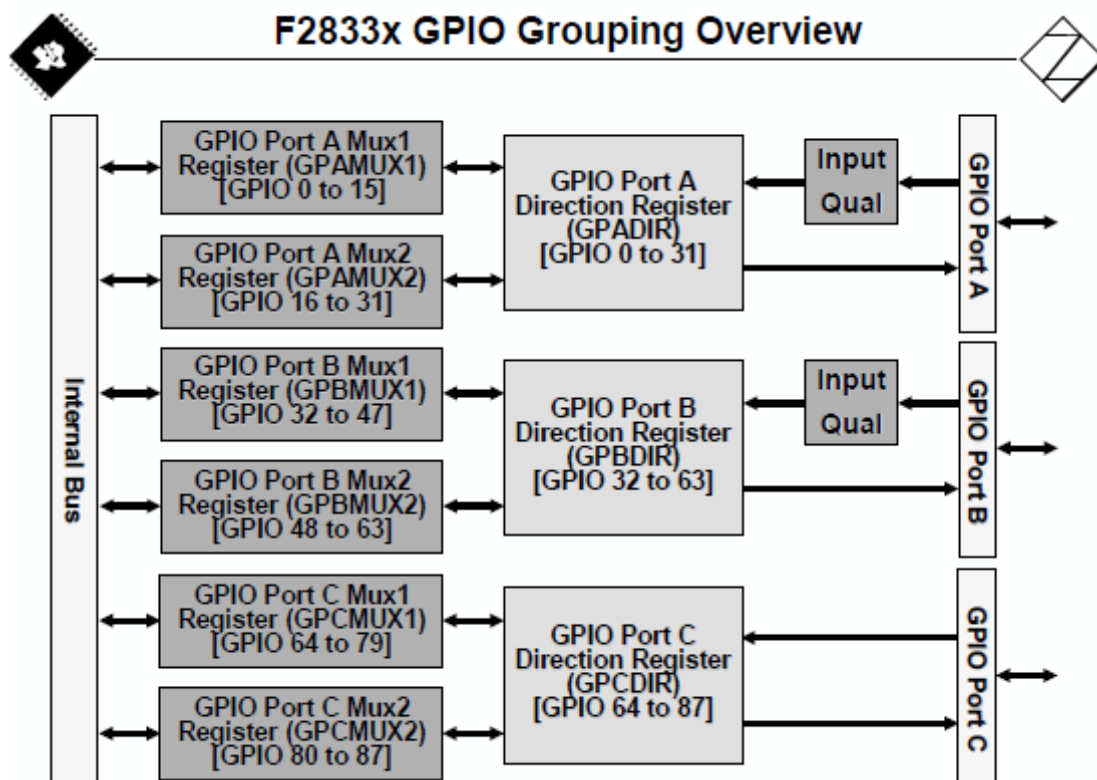 F2833x GPIO Grouping Overview
Internal Bus
GPIO Port A Mux1
Register (GPAMUX1)
[GPIO 0 to 15]
GPIO Port A Mux2
Register (GPAMUX2)
[GPIO 16 to 31]
GPIO Port A
Direction Register
(GPADIR)
[GPIO 0 to 31]
Input
Qual
GPIO Port A
GPIO Port B Mux1
Register (GPBMUX1)
[GPIO 32 to 47]
GPIO Port B Mux2
Register (GPBMUX2)
[GPIO 48 to 63]
GPIO Port B
Direction Register
(GPBDIR)
[GPIO 32 to 63]
Input
Qual
GPIO Port B
GPIO Port C Mux1
Register (GPCMUX1)
[GPIO 64 to 79]
GPIO Port C Mux2
Register (GPCMUX2)
[GPIO 80 to 87]
GPIO Port C
Direction Register
(GPCDIR)
[GPIO 64 to 87]
GPIO Port C